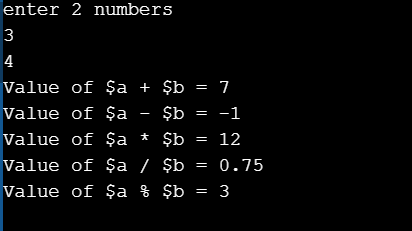 enter 2 numbers
3
4
Value of $a + $b = 7
Value of $a - $b = -1
Value of $a * $b = 12
Value of $a / $b = 0.75
Value of $a % $b = 3